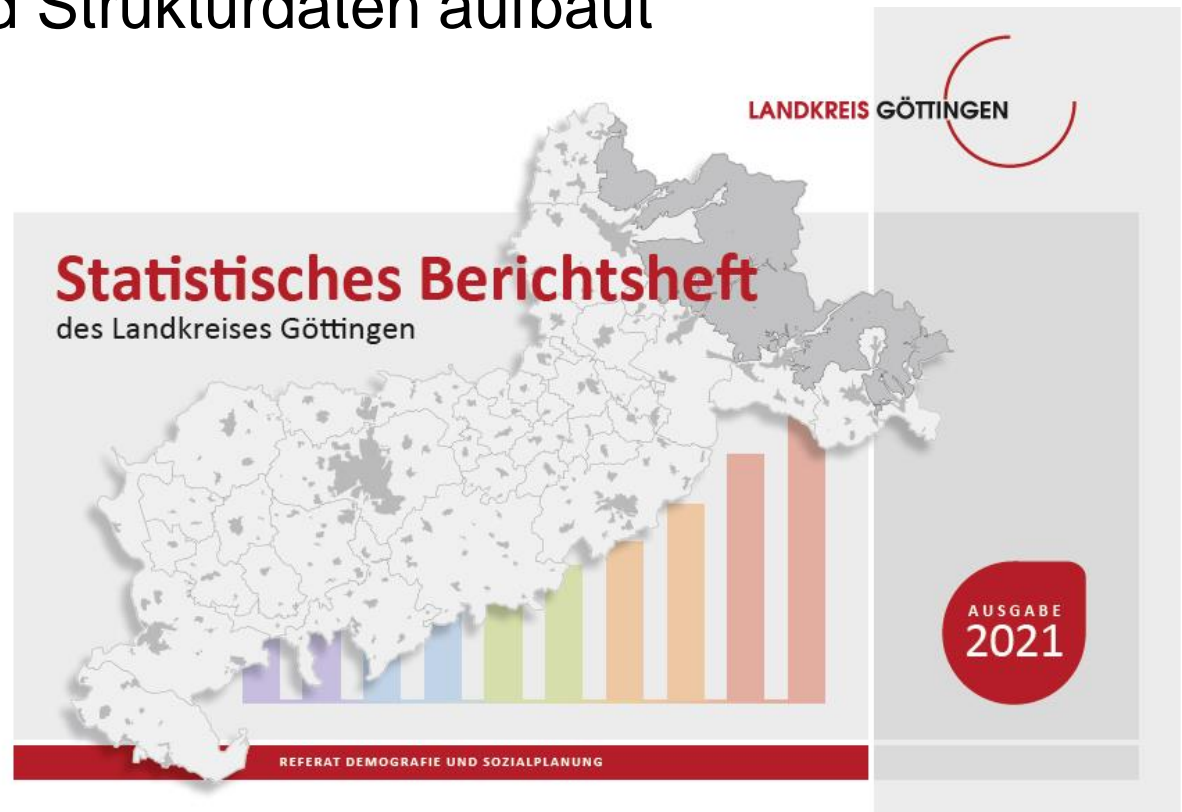 d Strukturdaten aufbaut
LANDKREIS GÖTTINGEN
Statistisches Berichtsheft
des Landkreises Göttingen
AUSGABE
2021
REFERAT DEMOGRAFIE UND SOZIALPLANUNG